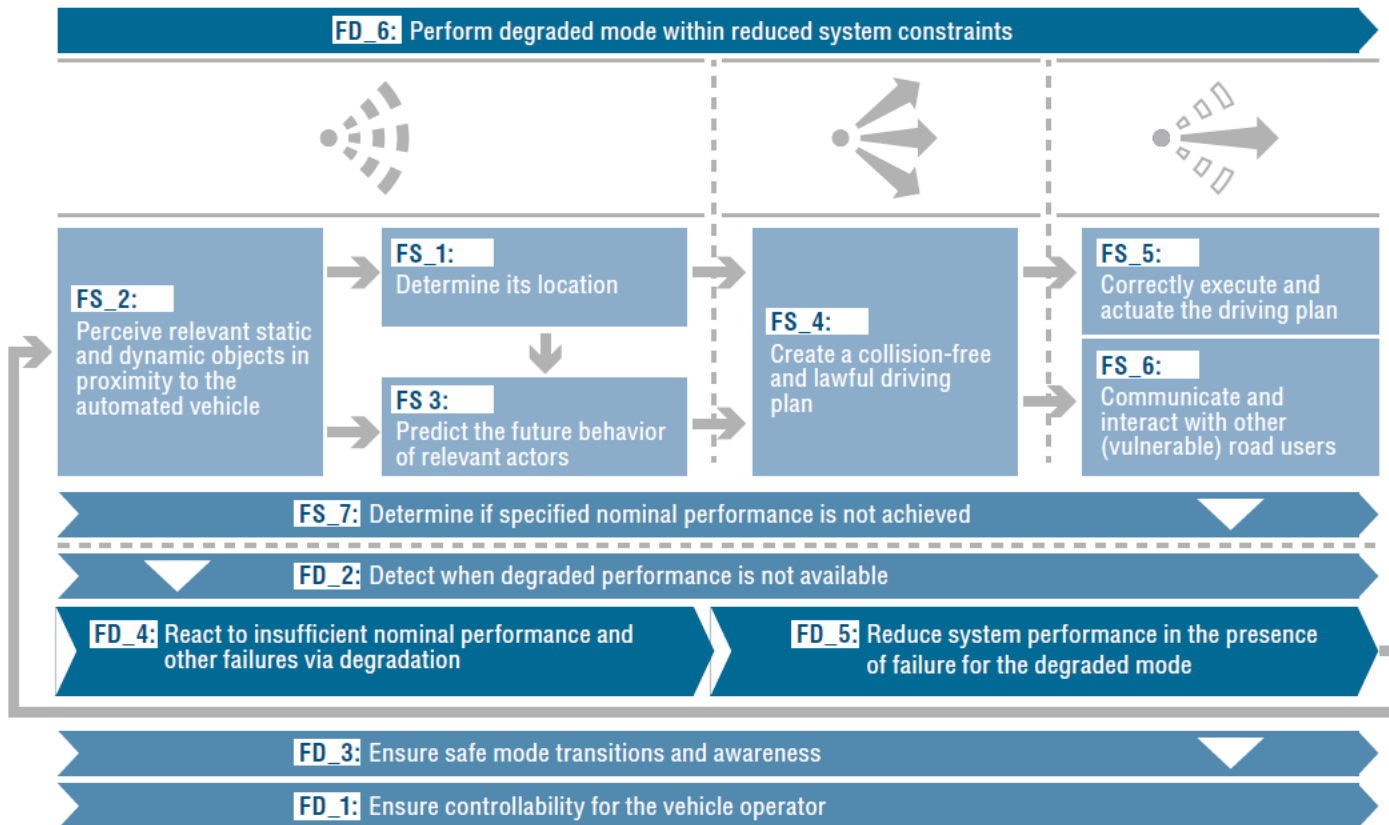 FD_6: Perform degraded mode within reduced system constraints
FS_2:
Perceive relevant static
and dynamic objects in
proximity to the
automated vehicle
FS_1:
Determine its location
FS 3:
Predict the future behavior
of relevant actors
FS_4:
Create a collision-free
and lawful driving
plan
FS_5:
Correctly execute and
actuate the driving plan
FS_6:
Communicate and
interact with other
(vulnerable) road users
FS_7: Determine if specified nominal performance is not achieved
FD_2: Detect when degraded performance is not available
FD_4: React to insufficient nominal performance and
other failures via degradation
FD_5: Reduce system performance in the presence
of failure for the degraded mode
FD_3: Ensure safe mode transitions and awareness
FD_1: Ensure controllability for the vehicle operator